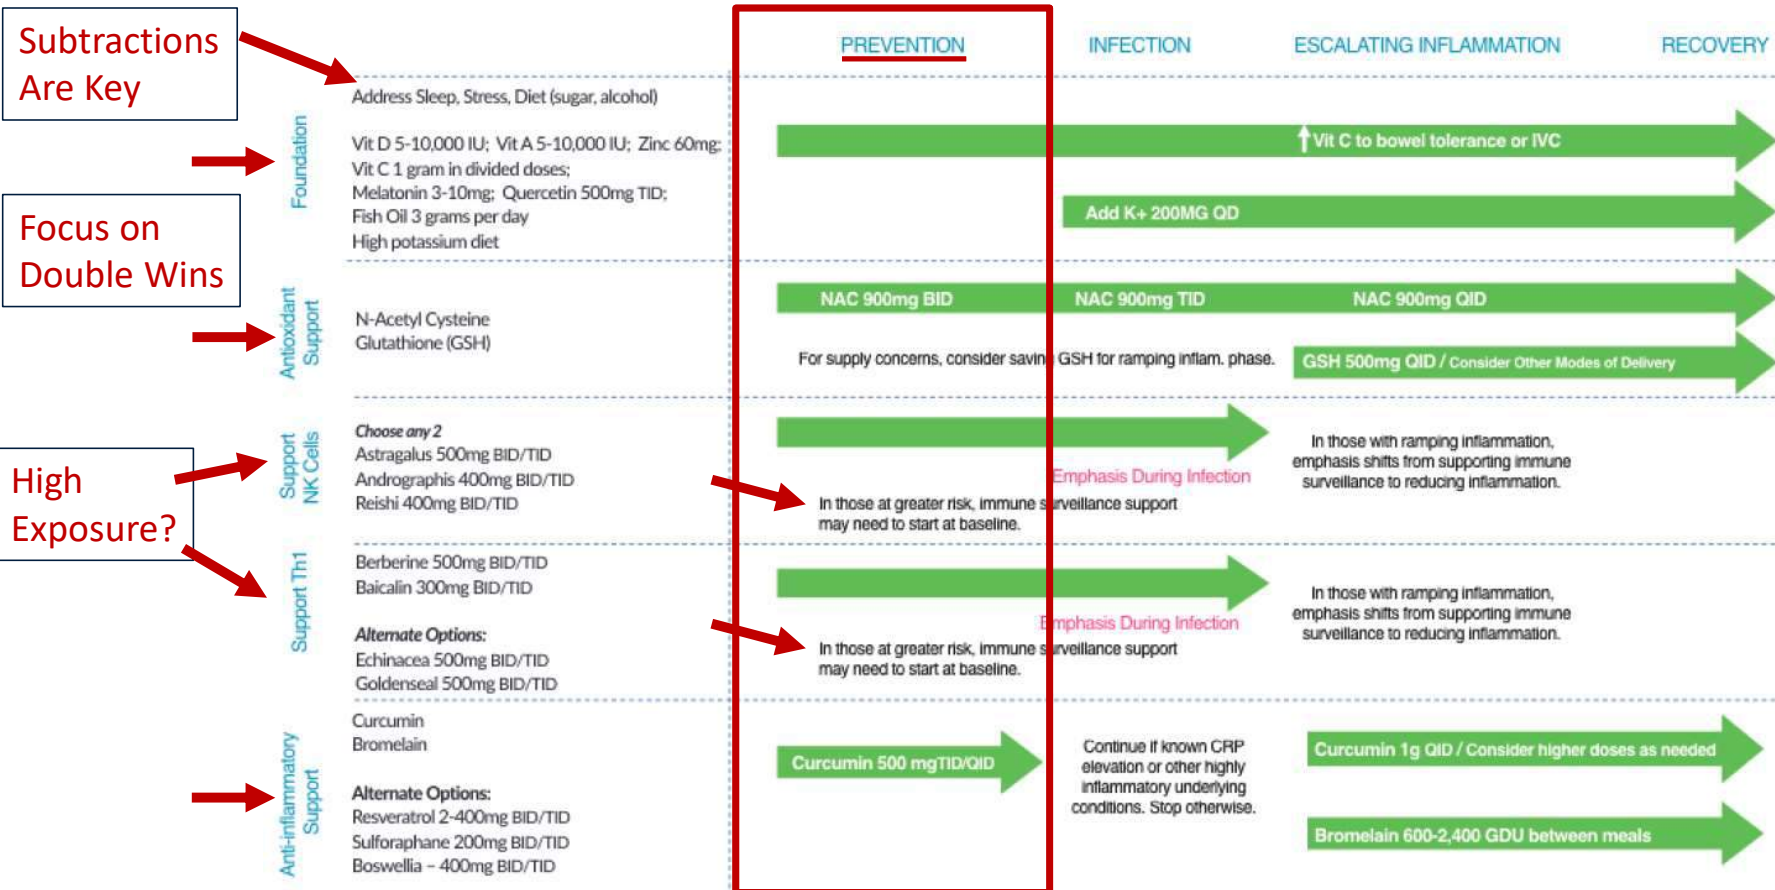 Subtractions
Are Key
Focus on
Double Wins
High
Exposure?
PREVENTION
INFECTION
ESCALATING INFLAMMATION
RECOVERY
Foundation
Address Sleep, Stress, Diet (sugar, alcohol)
Vit D 5-10,000 IU; Vit A 5-10,000 IU; Zinc 60mg;
Vit C 1 gram in divided doses;
Melatonin 3-10mg; Quercetin 500mg TID;
Fish Oil 3 grams per day
High potassium diet
Vit C to bowel tolerance or IVC
Add K+ 200MG QD
Antioxidant
Support
N-Acetyl Cysteine
Glutathione (GSH)
NAC 900mg BID
NAC 900mg TID
NAC 900mg QID
For supply concerns, consider saving GSH for ramping inflam. phase.
GSH 500mg QID / Consider Other Modes of Delivery
Support
NK Cells
Choose any 2
Astragalus 500mg BID/TID
Andrographis 400mg BID/TID
Reishi 400mg BID/TID
Emphasis During Infection
In those at greater risk, immune surveillance support
may need to start at baseline.
In those with ramping inflammation,
emphasis shifts from supporting immune
surveillance to reducing inflammation.
Support Th1
Berberine 500mg BID/TID
Baicalin 300mg BID/TID
Alternate Options:
Echinacea 500mg BID/TID
Goldenseal 500mg BID/TID
Emphasis During Infection
In those at greater risk, immune surveillance support
may need to start at baseline.
In those with ramping inflammation,
emphasis shifts from supporting immune
surveillance to reducing inflammation.
Anti-inflammatory
Support
Curcumin
Bromelain
Alternate Options:
Resveratrol 2-400mg BID/TID
Sulforaphane 200mg BID/TID
Boswellia – 400mg BID/TID
Curcumin 500 mgTID/QID
Continue if known CRP
elevation or other highly
inflammatory underlying
conditions. Stop otherwise.
Curcumin 1g QID / Consider higher doses as needed
Bromelain 600-2,400 GDU between meals